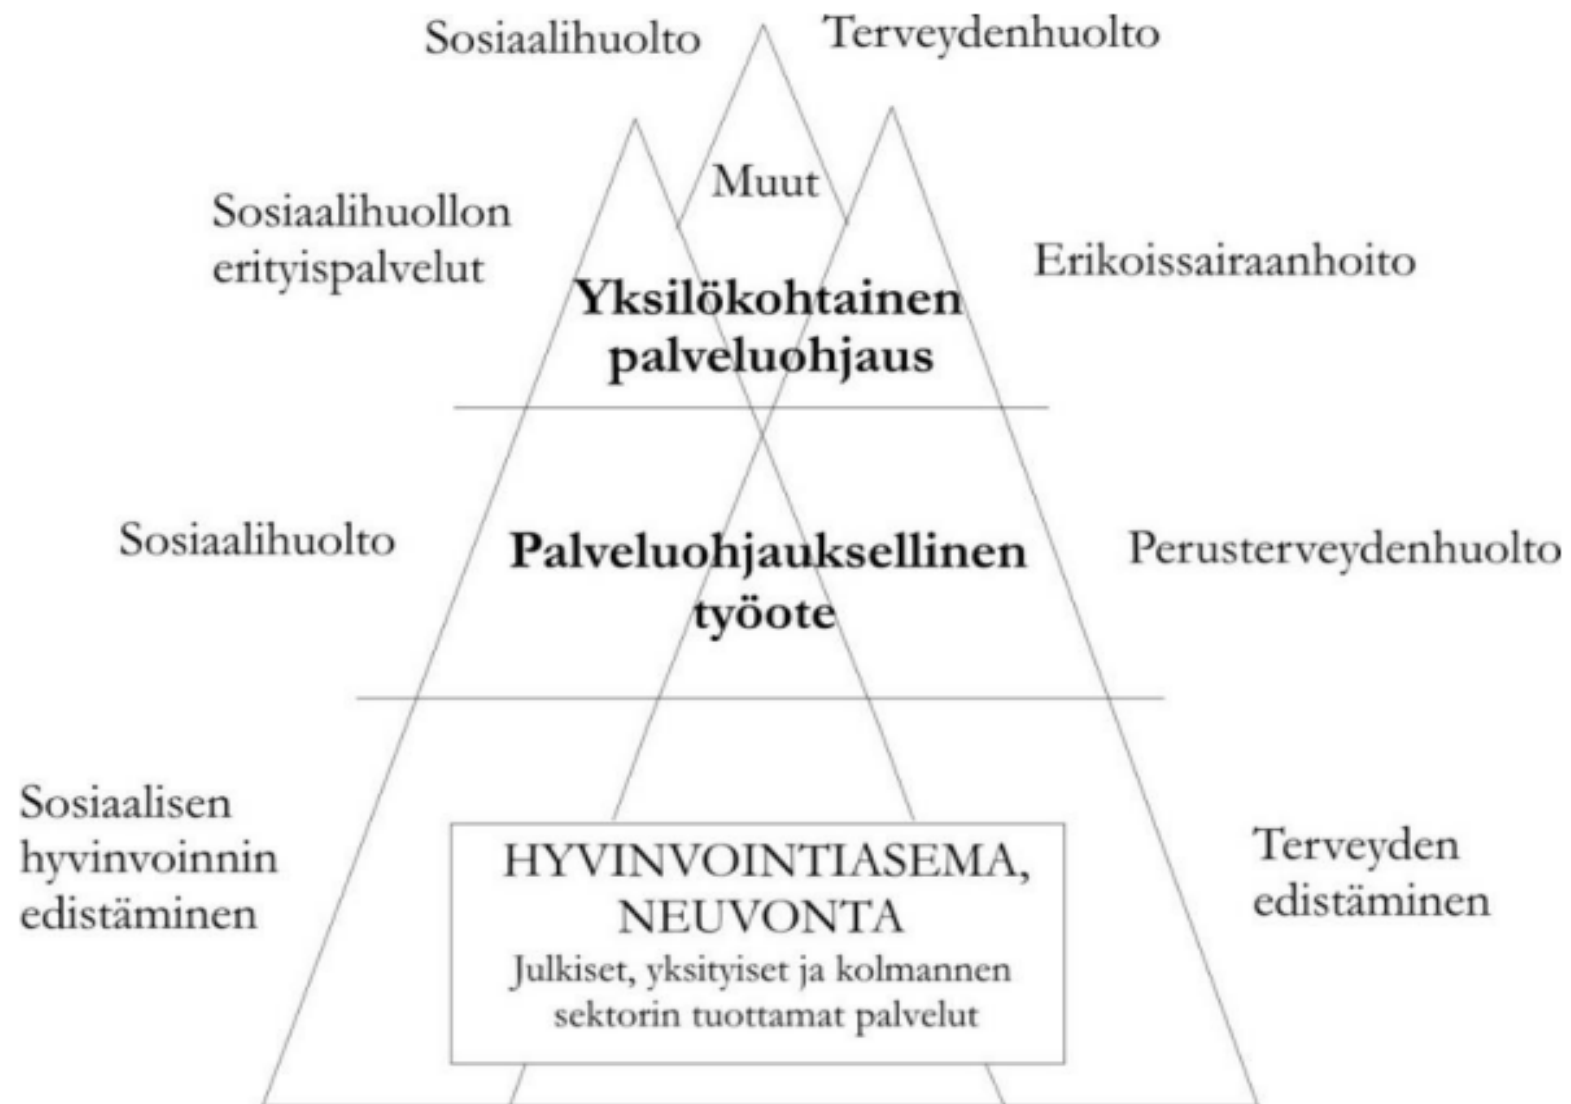 Sosiaalihuolto
Terveydenhuolto
Muut
Sosiaalihuollon
erityispalvelut
Erikoissairaanhoito
Yksilökohtainen
palveluohjaus
Sosiaalihuolto
Palveluohjauksellinen
työote
Perusterveydenhuolto
Sosiaalisen
hyvinvoinnin
edistäminen
HYVINVOINTIASEMA,
NEUVONTA
Julkiset, yksityiset ja kolmannen
sektorin tuottamat palvelut
Terveyden
edistäminen